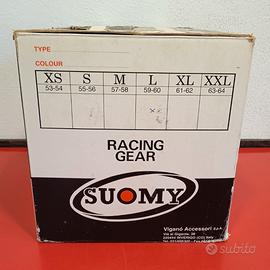 TYPE
COLOUR
XS S M L XL XXL
53-54 55-56 57-58 59-60 61-62 63-64
xx
RACING
GEAR
SUOMY
Viganò Accessori S.p.A.
subito